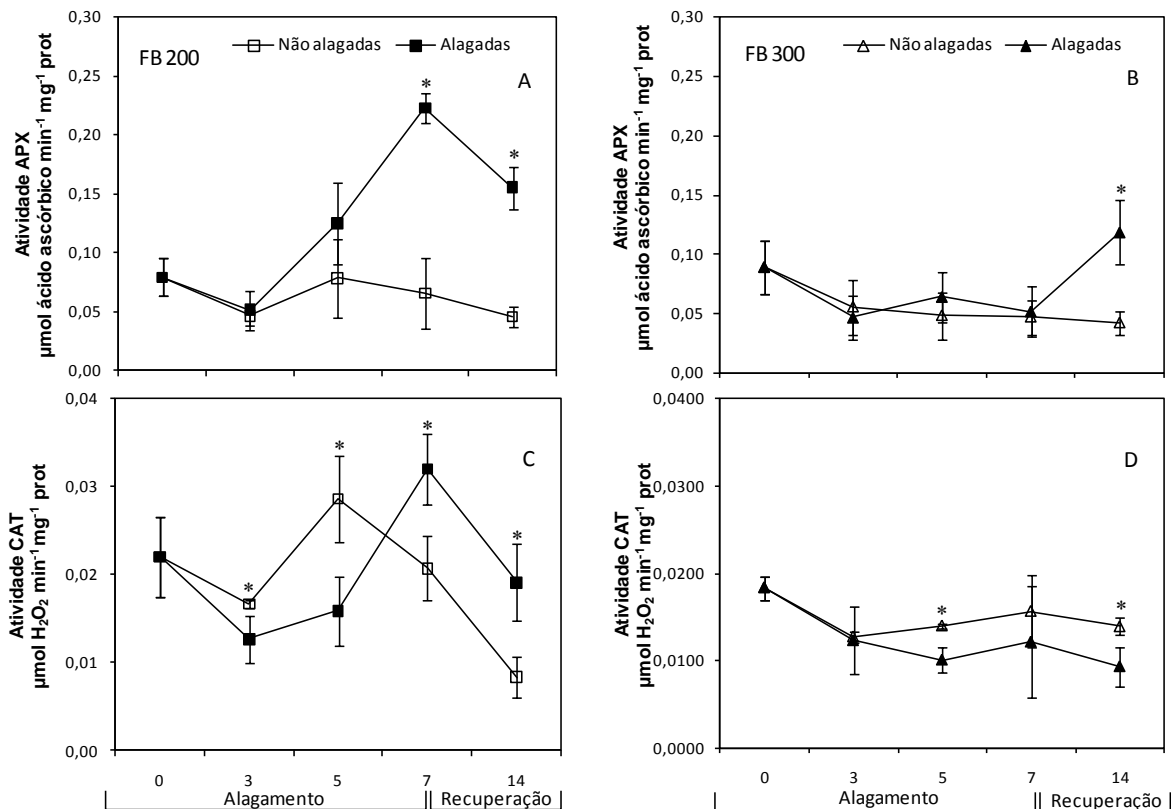 FB 200
Não alagadas
Alagadas
A
0,30
0,25
0,20
0,15
0,10
0,05
0,00
Atividade APX
µmol ácido ascórbico min⁻¹ mg⁻¹ prot
*
*
FB 300
Não alagadas
Alagadas
B
0,30
0,25
0,20
0,15
0,10
0,05
0,00
Atividade APX
µmol ácido ascórbico min⁻¹ mg⁻¹ prot
*
C
0,04
0,03
0,02
0,01
0,00
Atividade CAT
µmol H₂O₂ min⁻¹mg⁻¹ prot
*
*
*
*
0 3 5 7 14
Alagamento Recuperação
D
0,0400
0,0300
0,0200
0,0100
0,0000
Atividade CAT
µmol H₂O₂ min⁻¹mg⁻¹ prot
*
*
0 3 5 7 14
Alagamento Recuperação